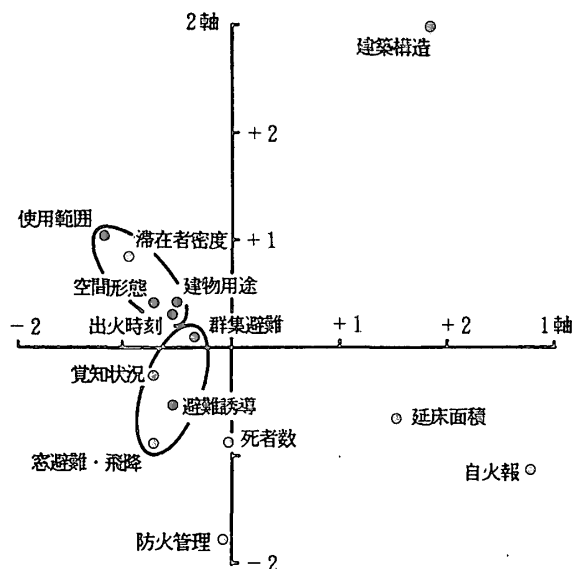 2軸
建築構造
+2
使用範囲
滞在者密度
+1
空間形態
建物用途
出火時刻
群集避難
-2
+1
+2
1軸
覚知状況
避難誘導
延床面積
窓避難・飛降
死者数
自火報
防火管理
-2